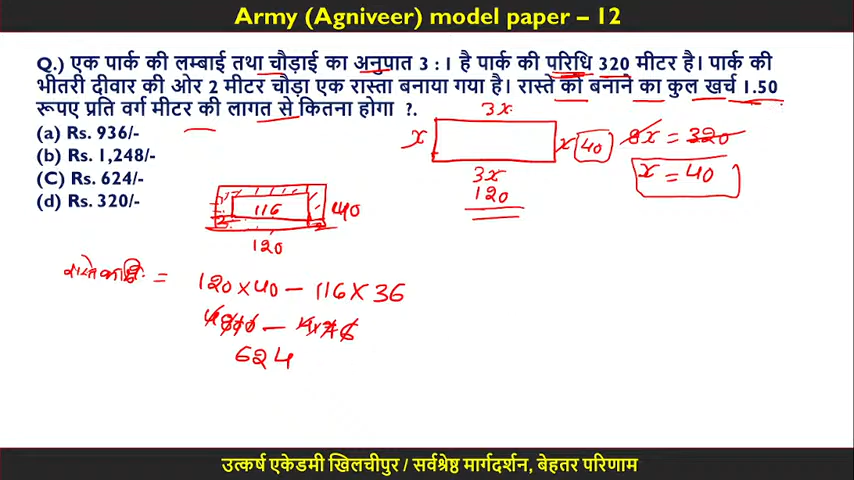 Army (Agniveer) model paper – 12
Q.) एक पार्क की लम्बाई तथा चौड़ाई का अनुपात 3 : 1 है पार्क की परिधि 320 मीटर है। पार्क की
भीतरी दीवार की ओर 2 मीटर चौड़ा एक रास्ता बनाया गया है। रास्ते को बनाने का कुल खर्च 1.50
रूपए प्रति वर्ग मीटर की लागत से कितना होगा ?.
(a) Rs. 936/-
(b) Rs. 1,248/-
(C) Rs. 624/-
(d) Rs. 320/-
3x
x
x 40
8x = 320
x = 40
3x
120
116
40
120
= 120 x 40 – 116 x 36
624
उत्कर्ष एकेडमी खिलचीपुर / सर्वश्रेष्ठ मार्गदर्शन, बेहतर परिणाम